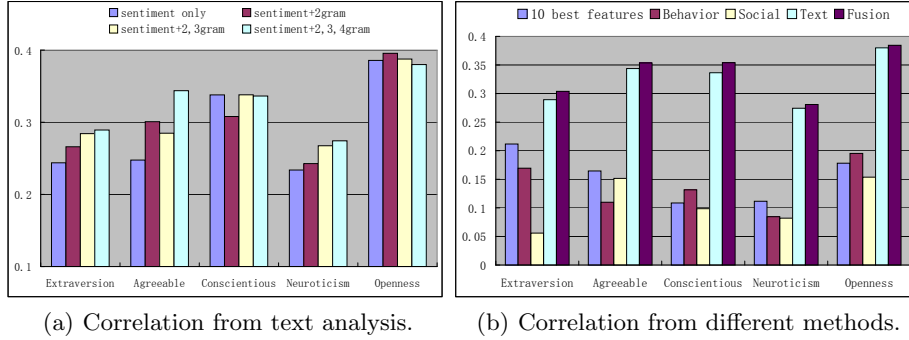 sentiment only
sentiment+2gram
sentiment+2,3gram
sentiment+2,3,4gram
0.4
0.3
0.2
0.1
Extraversion Agreeable Conscientious Neuroticism Openness
(a) Correlation from text analysis.
10 best features Behavior Social Text Fusion
0.4
0.35
0.3
0.25
0.2
0.15
0.1
0.05
0
Extraversion Agreeable Conscientious Neuroticism Openness
(b) Correlation from different methods.